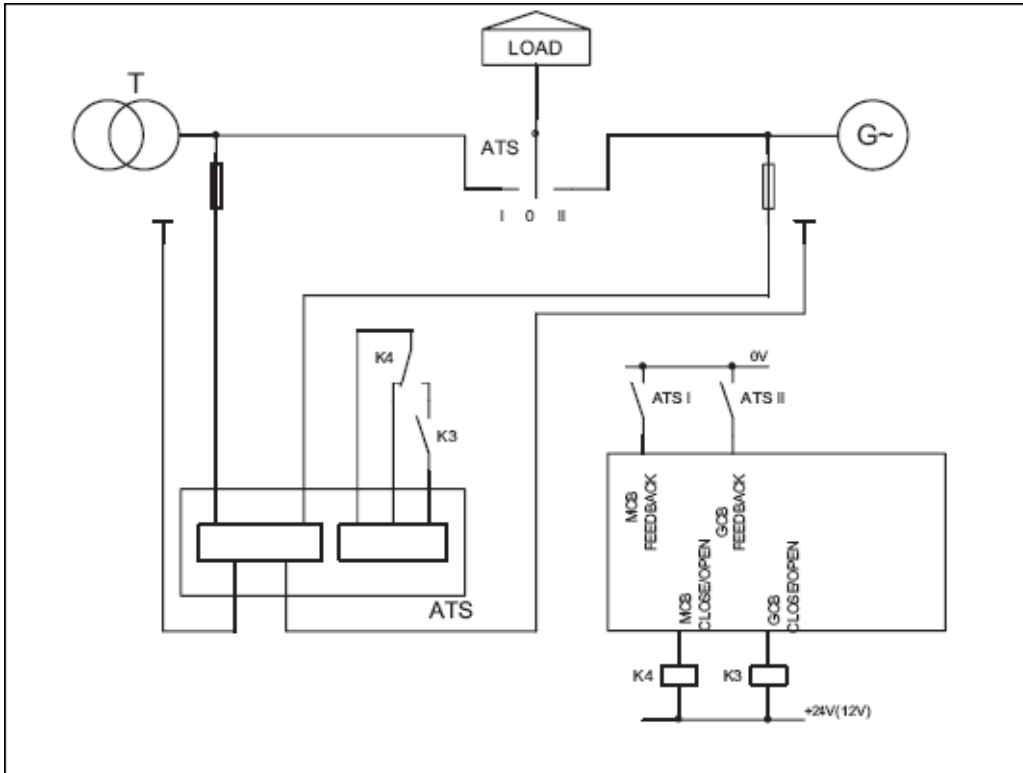 LOAD
T
G~
ATS
I 0 II
K4
0V
ATS I
ATS II
K3
MCB
FEEDBACK
GCB
FEEDBACK
MCB
CLOSE/OPEN
GCB
CLOSE/OPEN
ATS
K4
K3
+24V(12V)